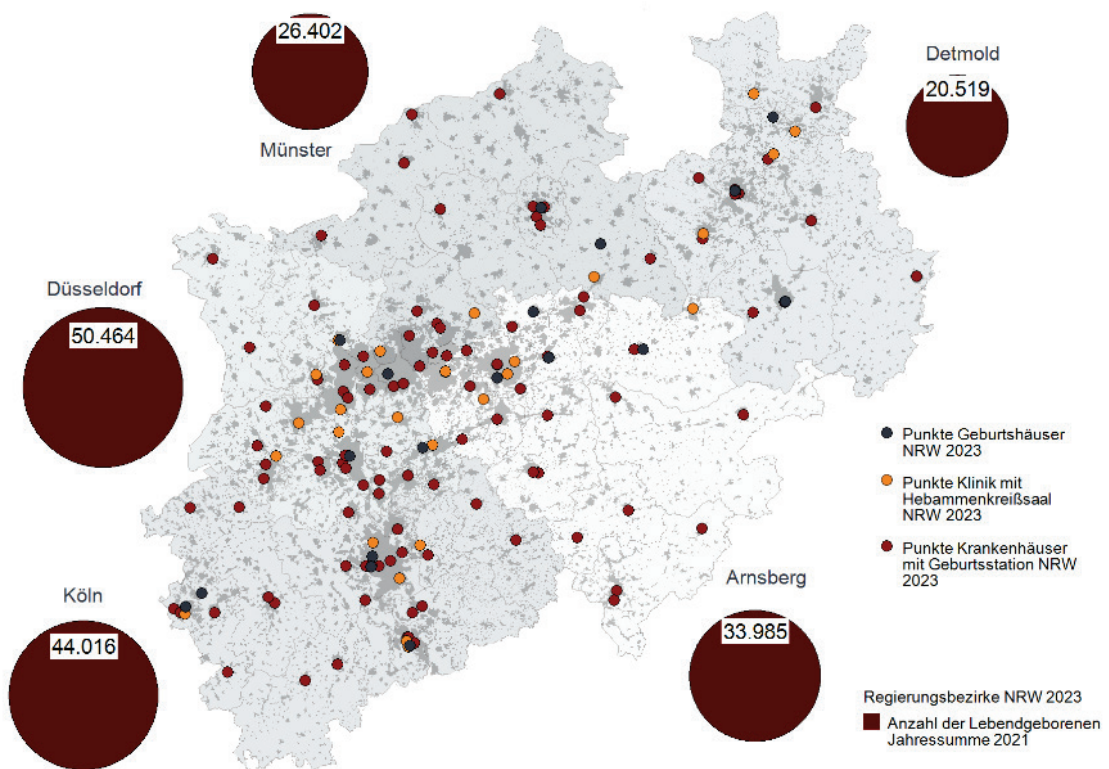 26.402
Münster
Detmold
20.519
Düsseldorf
50.464
Punkte Geburtshäuser
NRW 2023
Punkte Klinik mit
Hebammenkreißsaal
NRW 2023
Punkte Krankenhäuser
mit Geburtsstation NRW
2023
Köln
44.016
Arnsberg
33.985
Regierungsbezirke NRW 2023
Anzahl der Lebendgeborenen
Jahressumme 2021